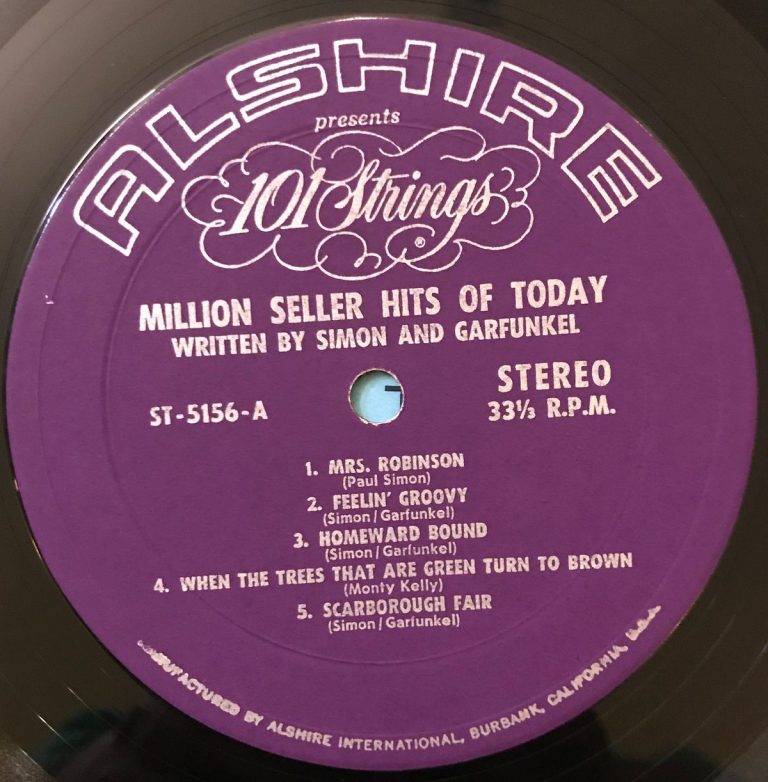 ALSHIRE
presents
101 Strings
®
MILLION SELLER HITS OF TODAY
WRITTEN BY SIMON AND GARFUNKEL
STEREO
ST-5156-A
33⅓ R.P.M.
1. MRS. ROBINSON
(Paul Simon)
2. FEELIN' GROOVY
(Simon/Garfunkel)
3. HOMEWARD BOUND
(Simon/Garfunkel)
4. WHEN THE TREES THAT ARE GREEN TURN TO BROWN
(Monty Kelly)
5. SCARBOROUGH FAIR
(Simon/Garfunkel)
MANUFACTURED BY ALSHIRE INTERNATIONAL, BURBANK, CALIFORNIA, U.S.A.